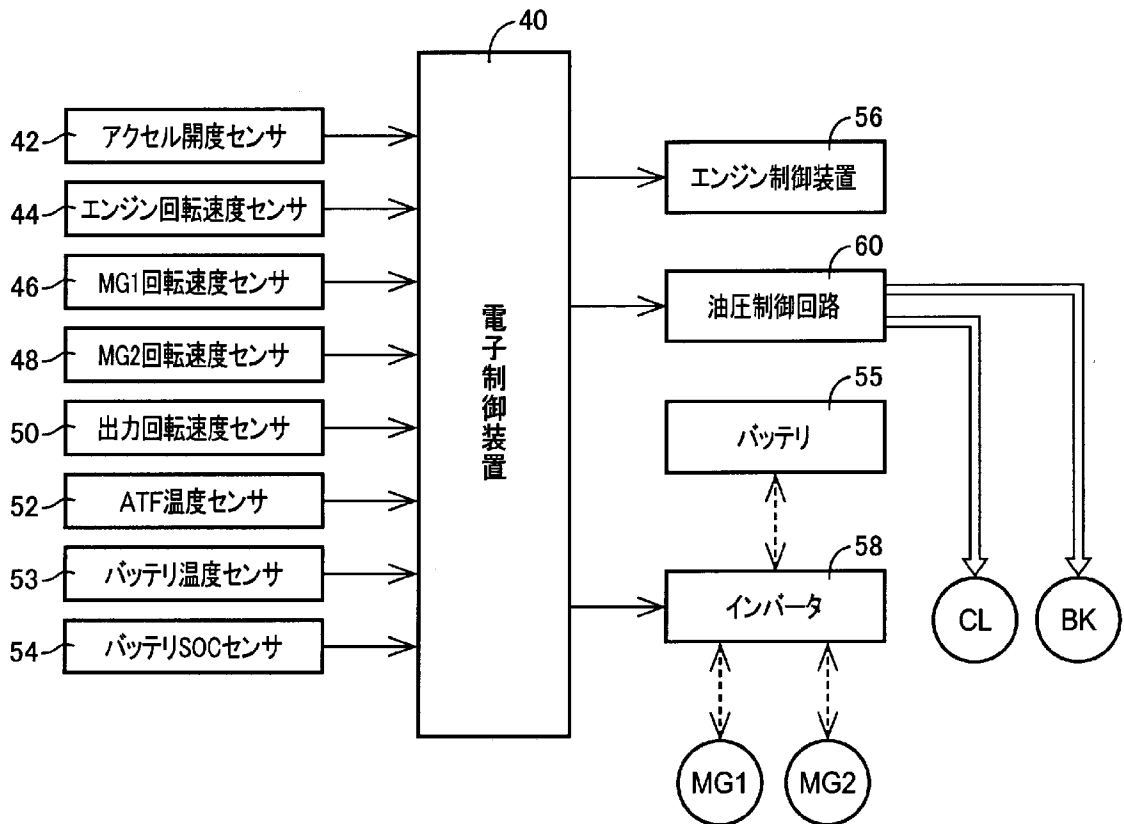 40
42 アクセル開度センサ
44 エンジン回転速度センサ
46 MG1回転速度センサ
48 MG2回転速度センサ
50 出力回転速度センサ
52 ATF温度センサ
53 バッテリ温度センサ
54 バッテリSOCセンサ
電子制御装置
56
エンジン制御装置
60
油圧制御回路
55
バッテリ
58
インバータ
CL
BK
MG1
MG2